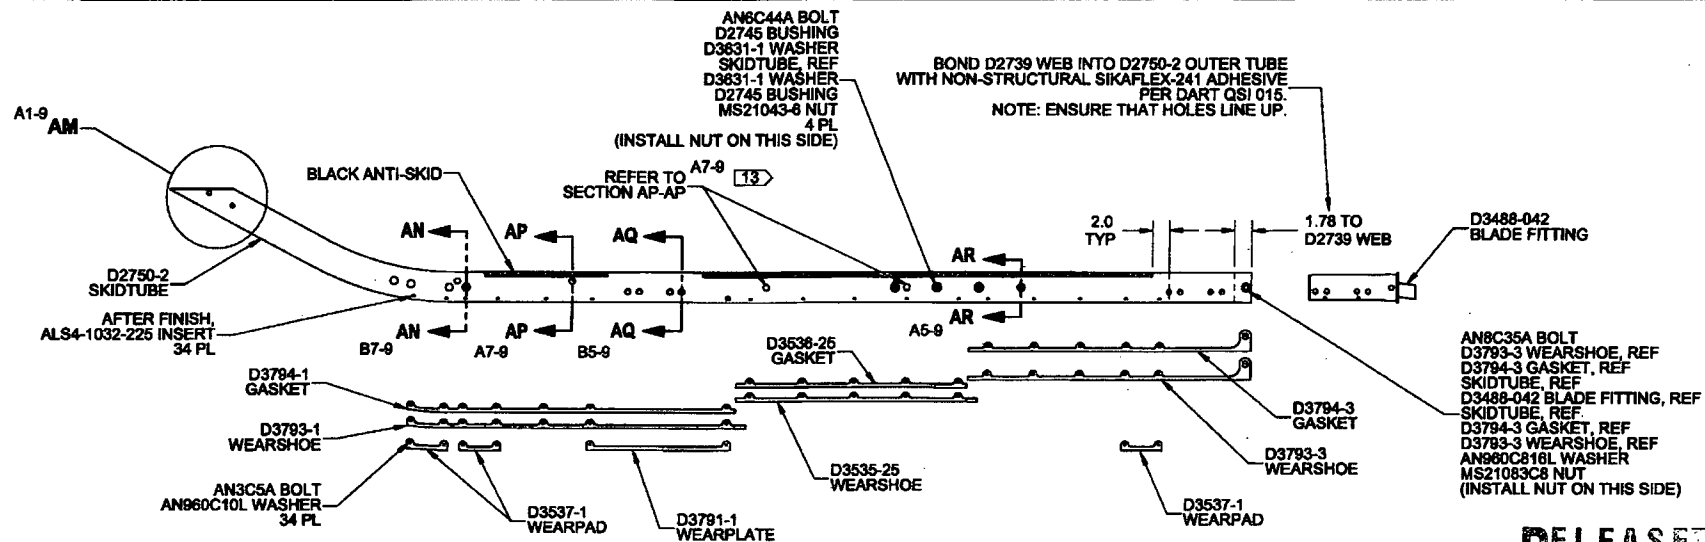 AN6C44A BOLT
D2745 BUSHING
D3631-1 WASHER
SKIDTUBE, REF
D3631-1 WASHER
D2745 BUSHING
MS21043-6 NUT
4 PL
(INSTALL NUT ON THIS SIDE)
BOND D2739 WEB INTO D2750-2 OUTER TUBE
WITH NON-STRUCTURAL SIKAFLEX-241 ADHESIVE
PER DART QSI 015.
NOTE: ENSURE THAT HOLES LINE UP.
A1-9
AM
BLACK ANTI-SKID
REFER TO
SECTION AP-AP
A7-9
13
2.0
TYP
1.78 TO
D2739 WEB
D3488-042
BLADE FITTING
AN
AP
AQ
AR
D2750-2
SKIDTUBE
AFTER FINISH,
ALS4-1032-225 INSERT
34 PL
AN
AP
AQ
AR
B7-9
A7-9
B5-9
A5-9
D3794-1
GASKET
D3536-25
GASKET
D3793-1
WEARSHOE
D3794-3
GASKET
D3793-3
WEARSHOE
D3535-25
WEARSHOE
AN3C5A BOLT
AN960C10L WASHER
34 PL
D3537-1
WEARPAD
D3791-1
WEARPLATE
D3537-1
WEARPAD
AN8C35A BOLT
D3793-3 WEARSHOE, REF
D3794-3 GASKET, REF
SKIDTUBE, REF
D3488-042 BLADE FITTING, REF
SKIDTUBE, REF
D3794-3 GASKET, REF
D3793-3 WEARSHOE, REF
AN960C816L WASHER
MS21083C8 NUT
(INSTALL NUT ON THIS SIDE)